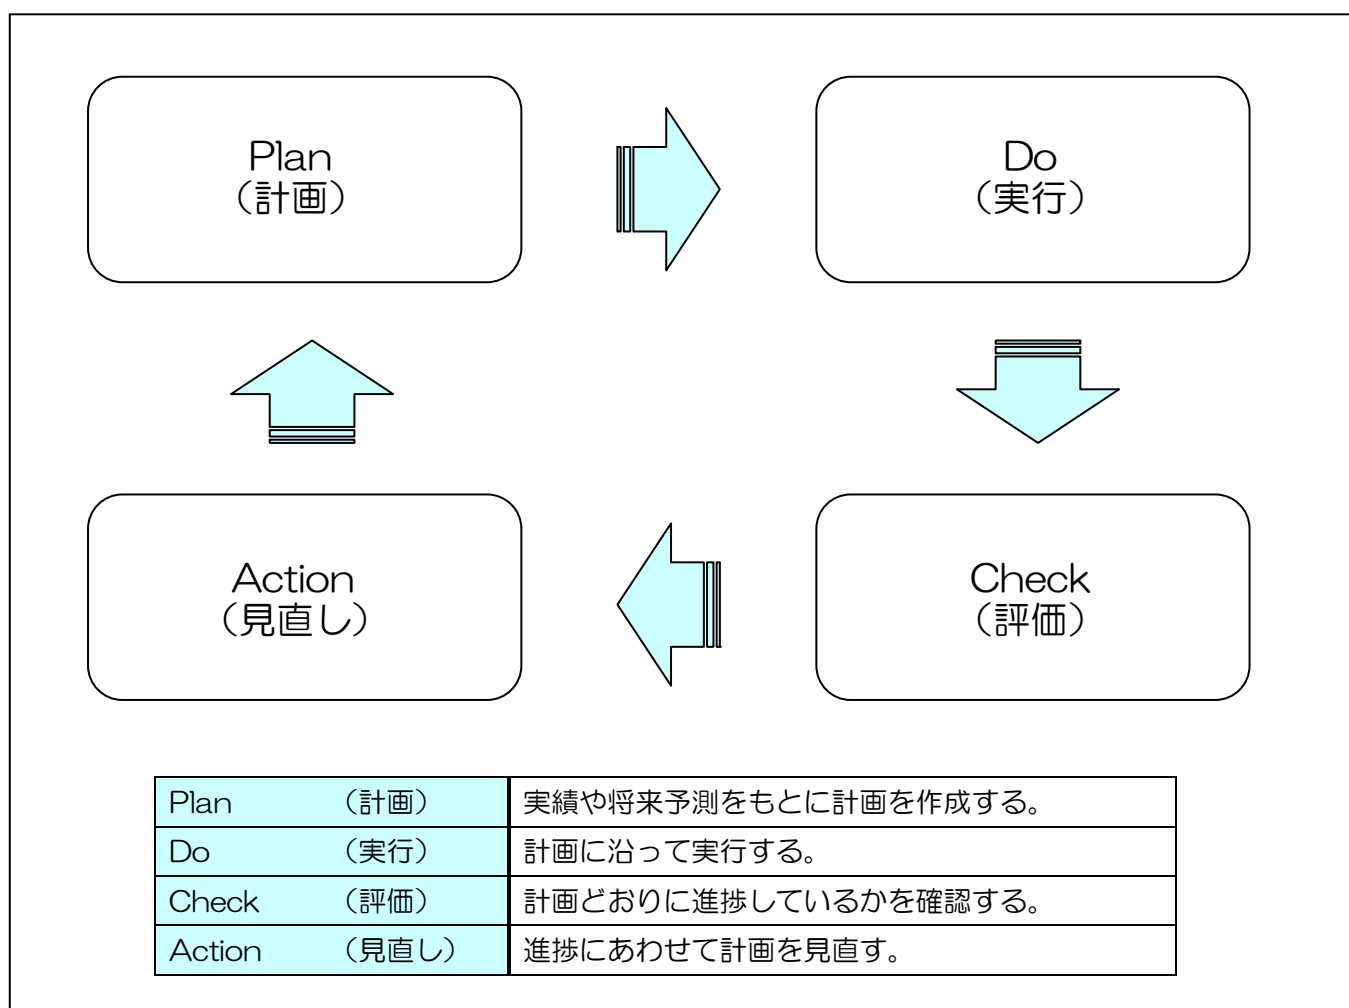 Plan
（計画）
Do
（実行）
Action
（見直し）
Check
（評価）
Plan （計画） 実績や将来予測をもとに計画を作成する。
Do （実行） 計画に沿って実行する。
Check （評価） 計画どおりに進捗しているかを確認する。
Action （見直し） 進捗にあわせて計画を見直す。